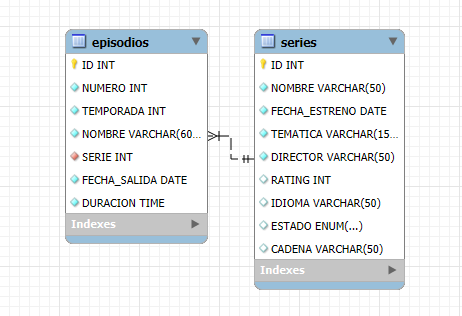 episodios
ID INT
NUMERO INT
TEMPORADA INT
NOMBRE VARCHAR(60...
SERIE INT
FECHA_SALIDA DATE
DURACION TIME
Indexes
series
ID INT
NOMBRE VARCHAR(50)
FECHA_ESTRENO DATE
TEMATICA VARCHAR(15...
DIRECTOR VARCHAR(50)
RATING INT
IDIOMA VARCHAR(50)
ESTADO ENUM(...)
CADENA VARCHAR(50)
Indexes